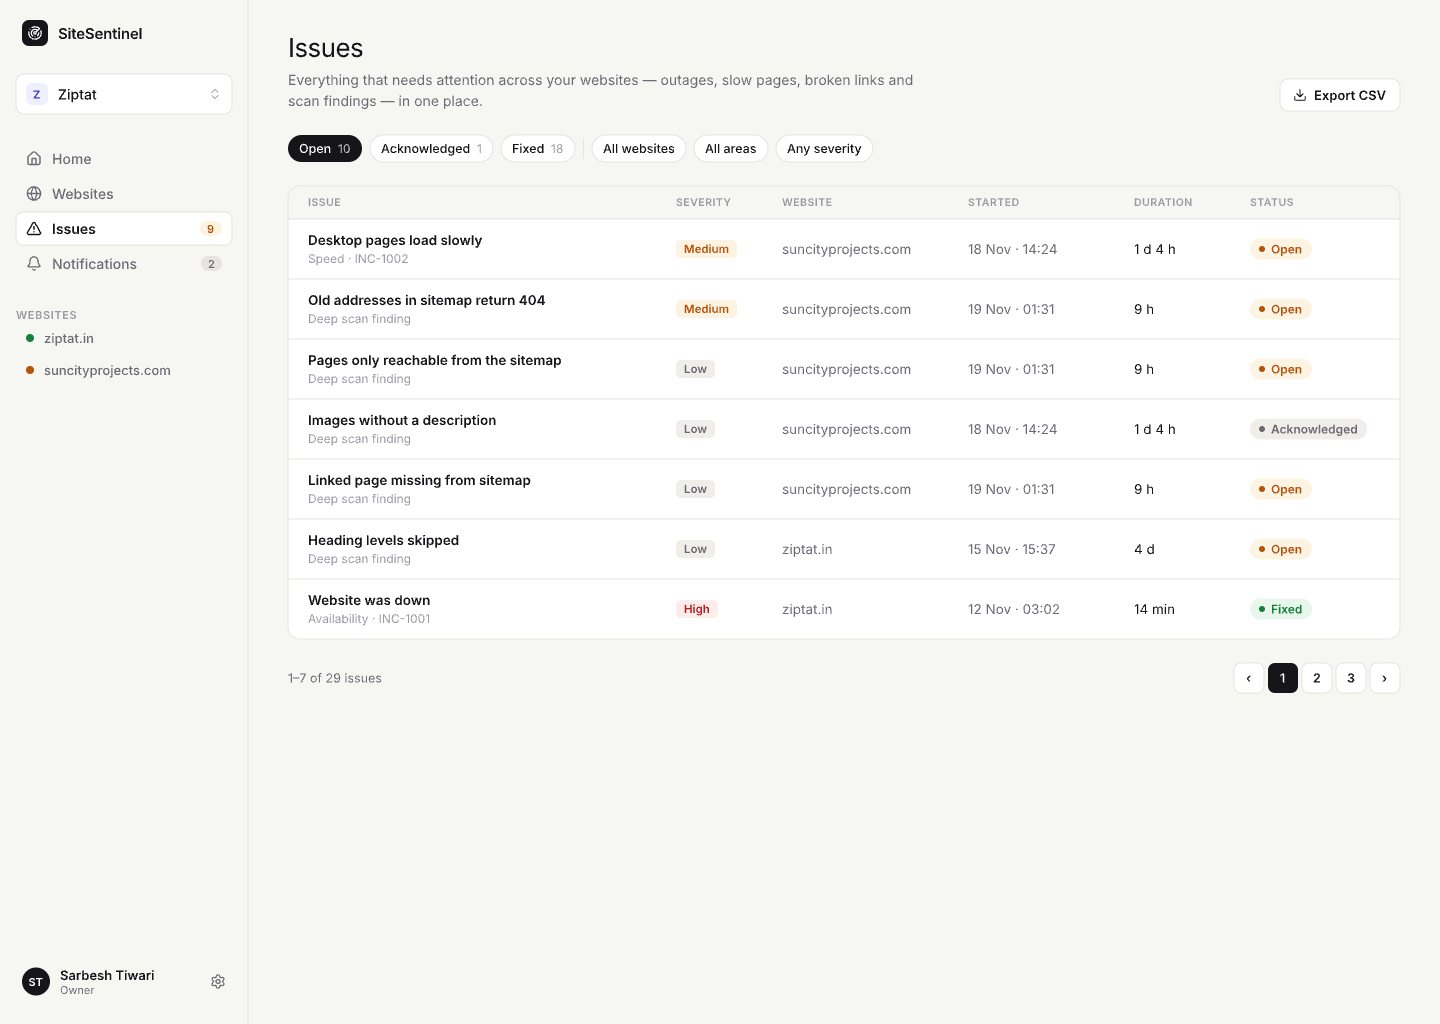 SiteSentinel
Z Ziptat
Home
Websites
Issues 9
Notifications 2
WEBSITES
ziptat.in
suncityprojects.com
ST Sarbesh Tiwari
Owner
Issues
Everything that needs attention across your websites — outages, slow pages, broken links and
scan findings — in one place.
Export CSV
Open 10 Acknowledged 1 Fixed 18 All websites All areas Any severity
ISSUE SEVERITY WEBSITE STARTED DURATION STATUS
Desktop pages load slowly
Speed · INC-1002
Medium suncityprojects.com 18 Nov · 14:24 1 d 4 h Open
Old addresses in sitemap return 404
Deep scan finding
Medium suncityprojects.com 19 Nov · 01:31 9 h Open
Pages only reachable from the sitemap
Deep scan finding
Low suncityprojects.com 19 Nov · 01:31 9 h Open
Images without a description
Deep scan finding
Low suncityprojects.com 18 Nov · 14:24 1 d 4 h Acknowledged
Linked page missing from sitemap
Deep scan finding
Low suncityprojects.com 19 Nov · 01:31 9 h Open
Heading levels skipped
Deep scan finding
Low ziptat.in 15 Nov · 15:37 4 d Open
Website was down
Availability · INC-1001
High ziptat.in 12 Nov · 03:02 14 min Fixed
1–7 of 29 issues
‹ 1 2 3 ›